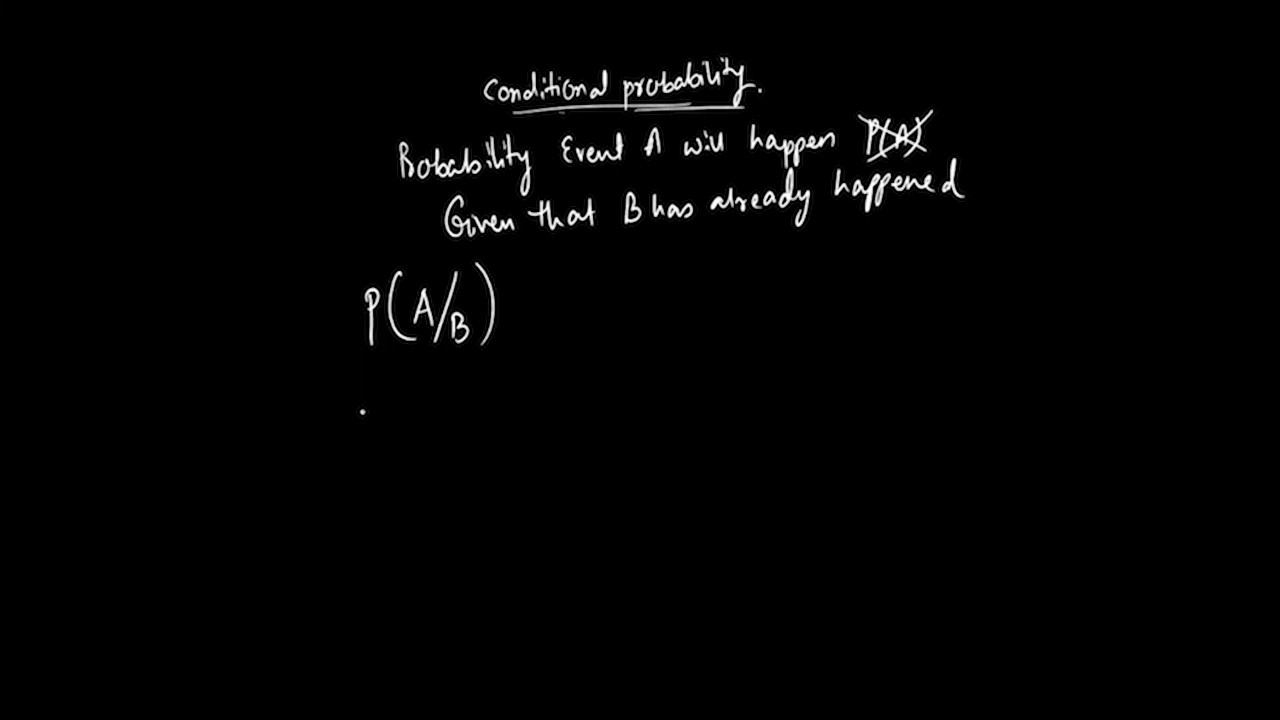 Conditional probability.
Probability Event A will happen P(A)
Given that B has already happened
P(A/B)